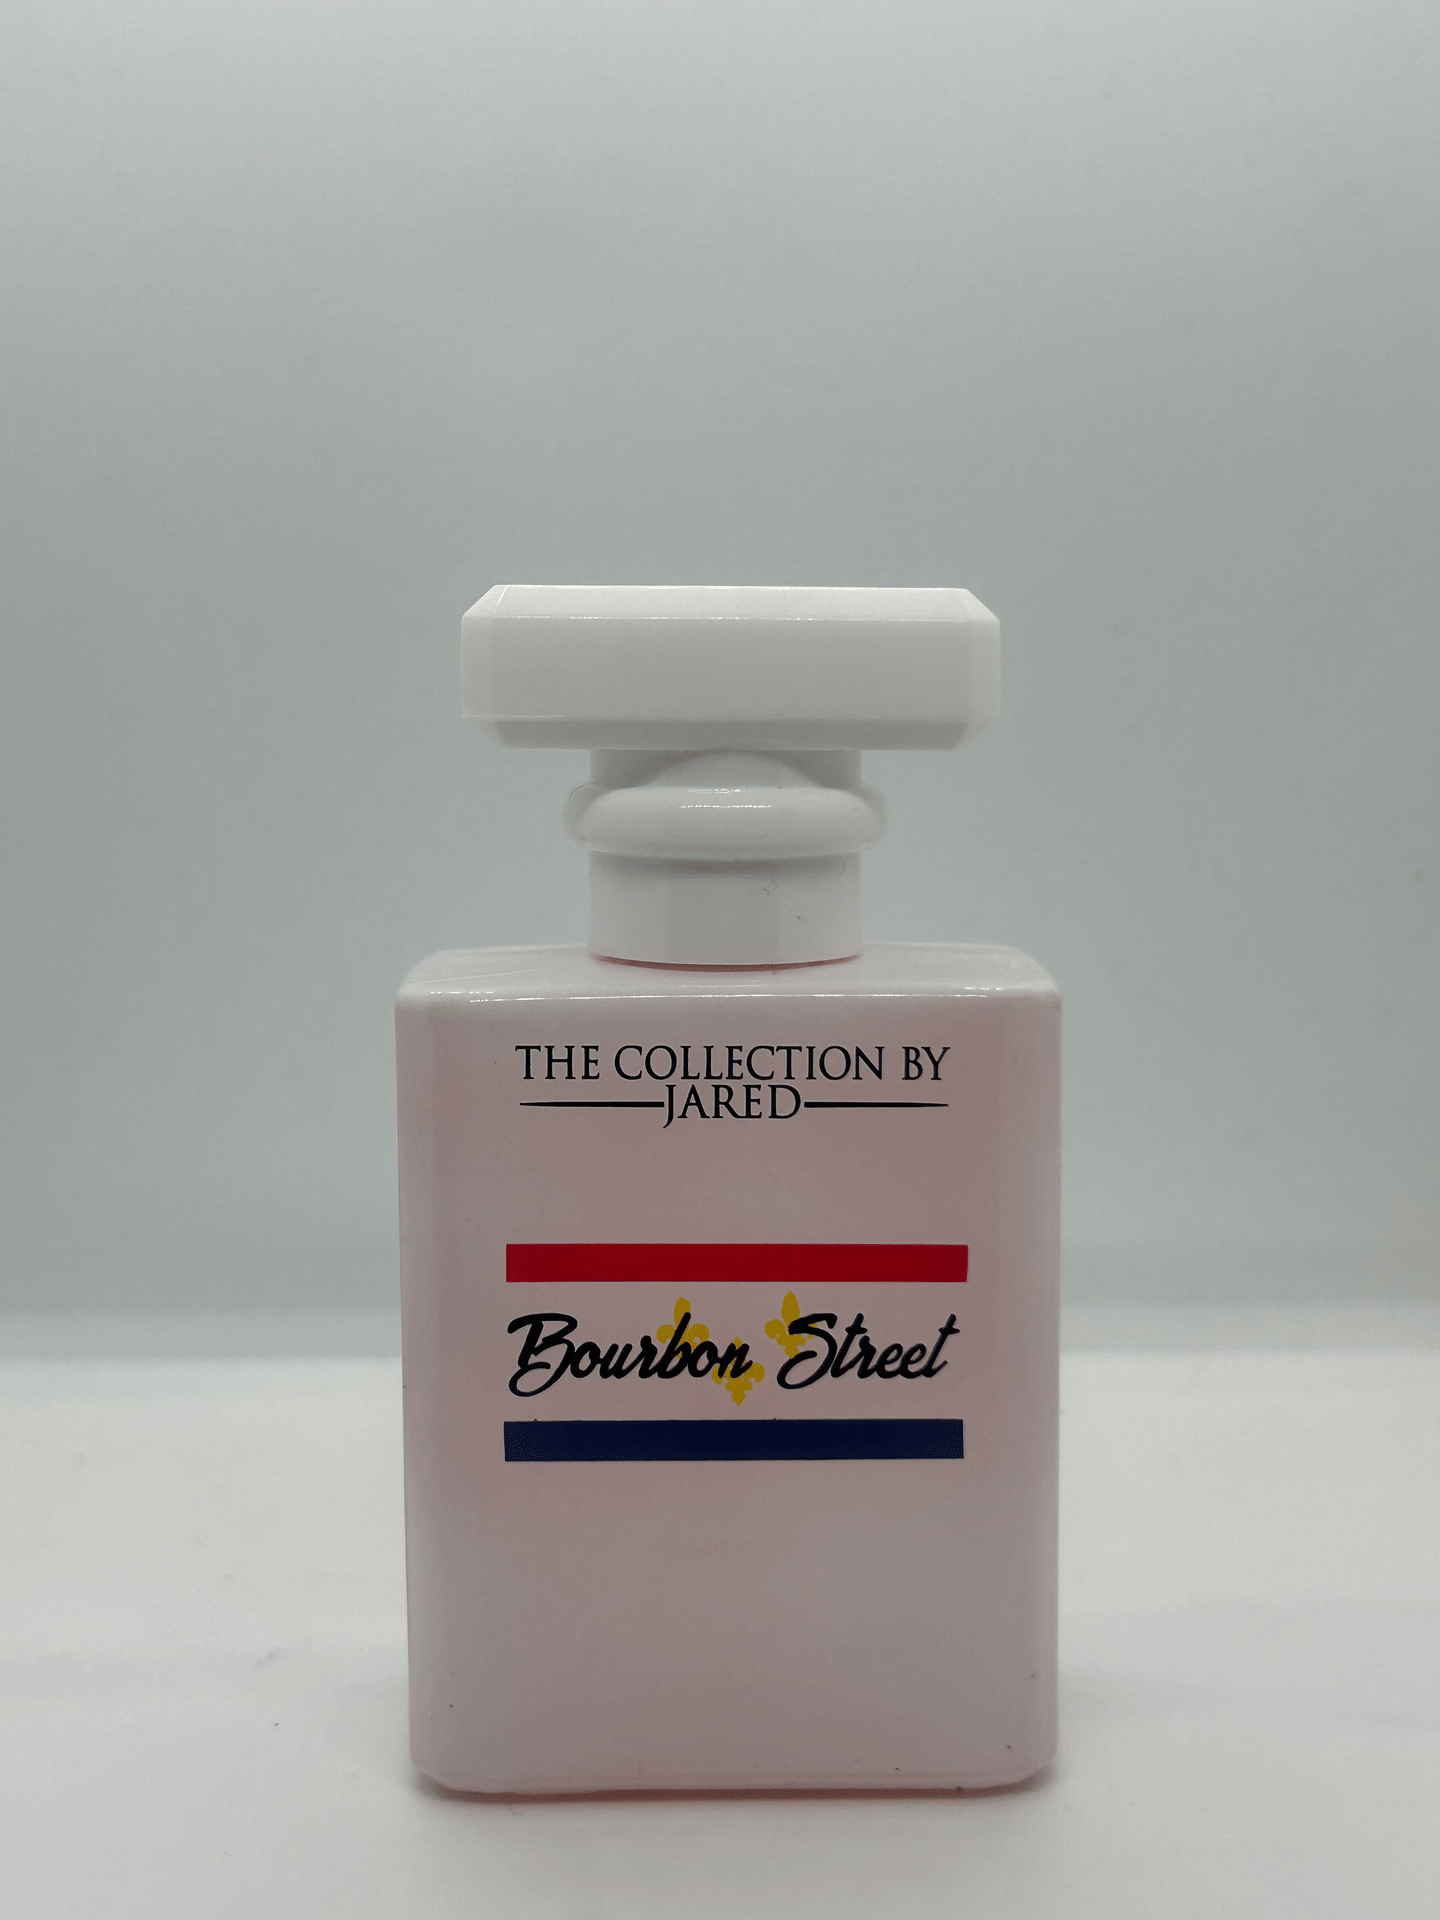 THE COLLECTION BY
JARED
Bourbon Street